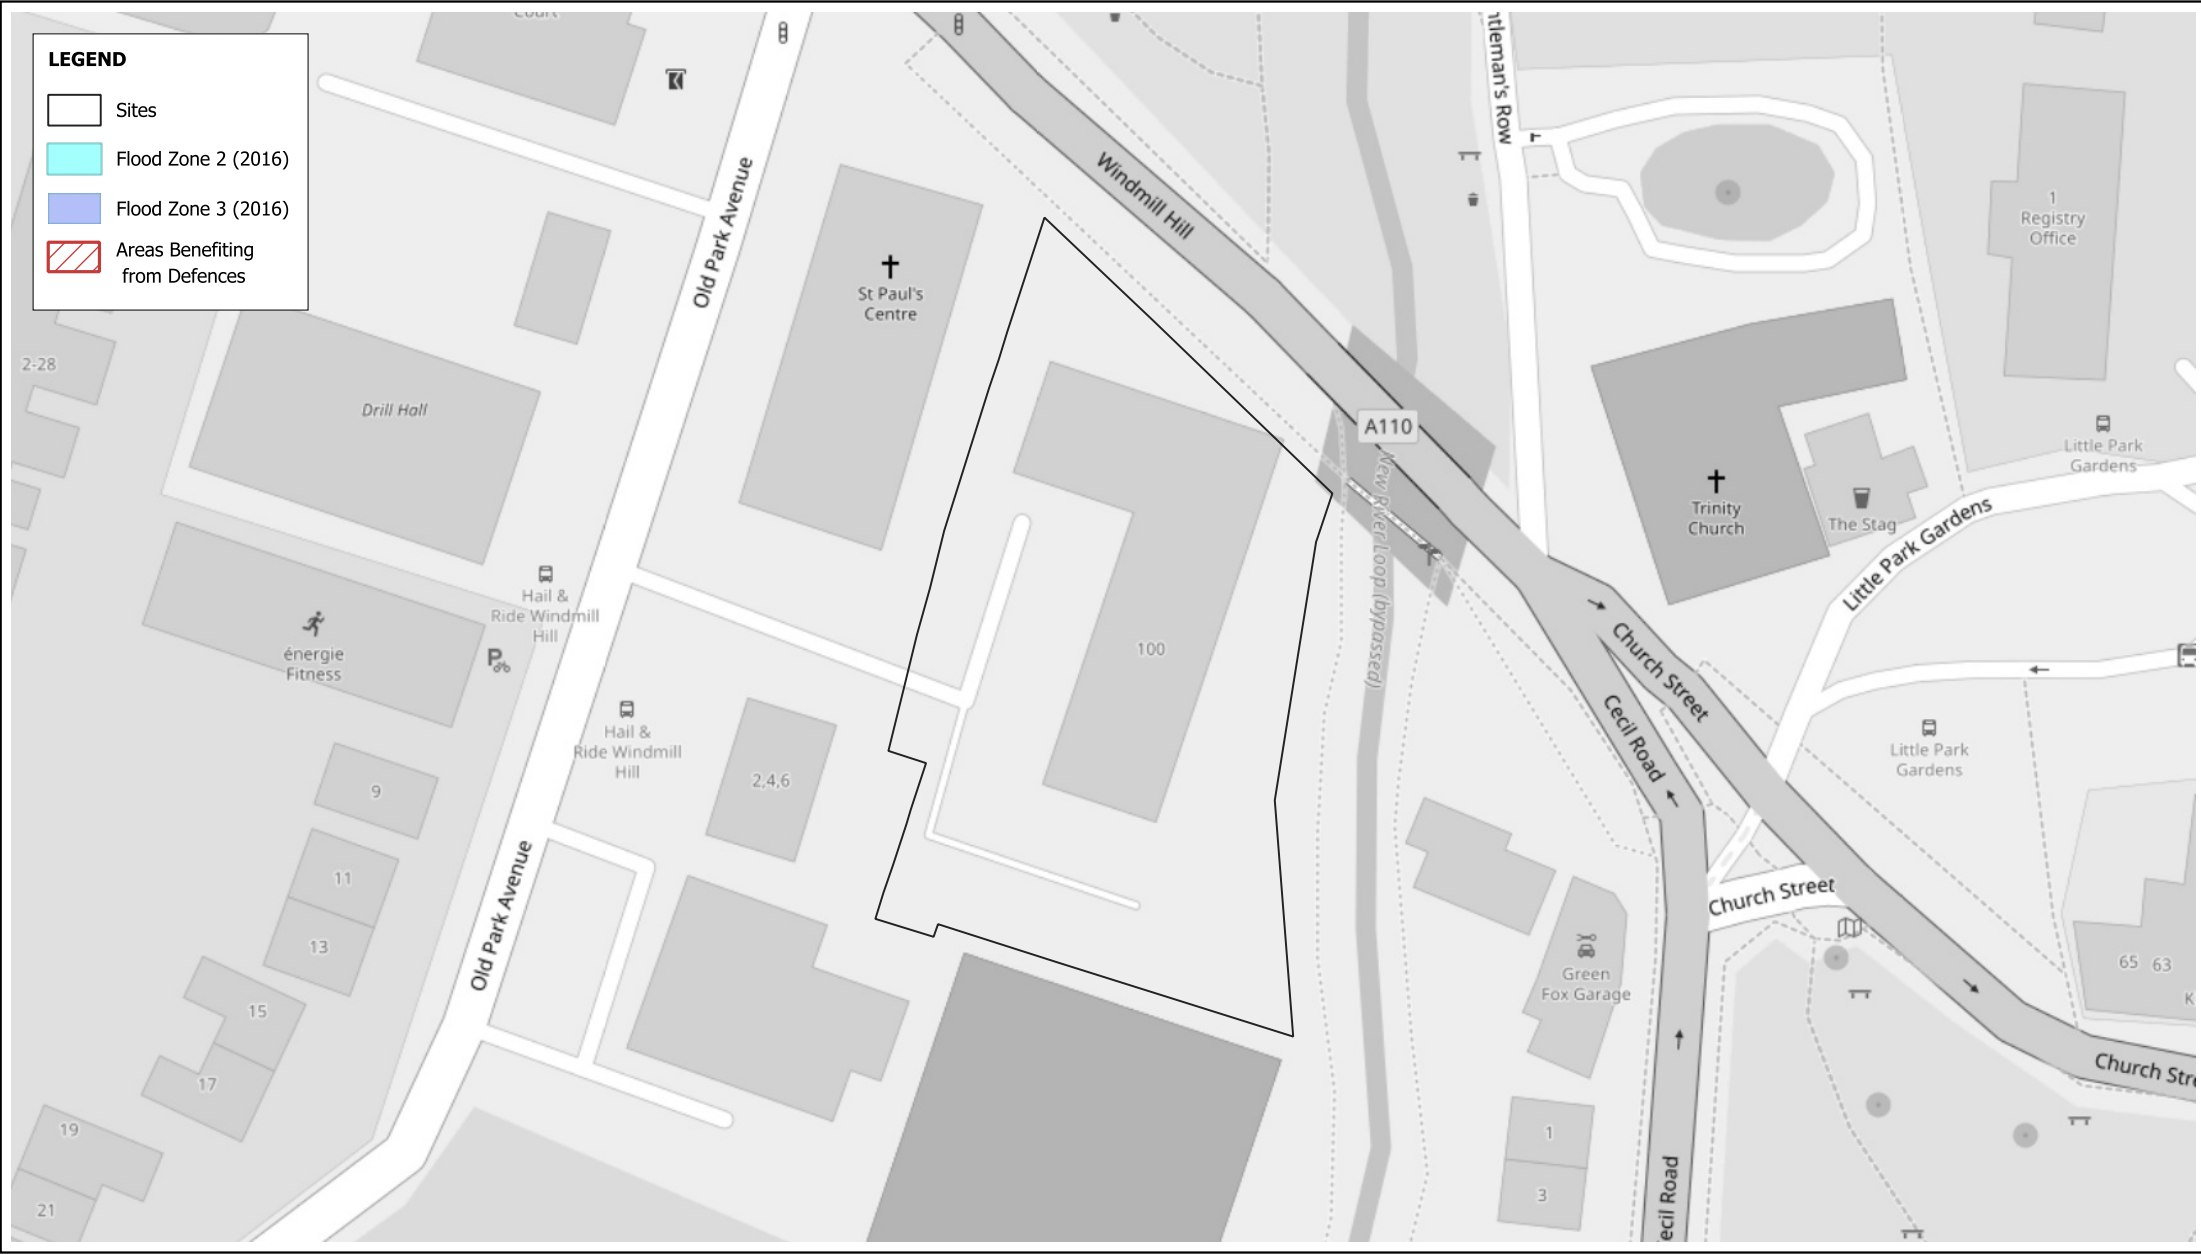 LEGEND
Sites
Flood Zone 2 (2016)
Flood Zone 3 (2016)
Areas Benefiting
from Defences
Windmill Hill
Old Park Avenue
1
Registry
Office
St Paul's
Centre
2-28
Drill Hall
A110
Little Park
Gardens
Trinity
Church
The Stag
Little Park Gardens
New River Loop (bypassed)
Hail &
Ride Windmill
Hill
énergie
Fitness
P
100
Church Street
Cecil Road
Hail &
Ride Windmill
Hill
Little Park
Gardens
2,4,6
9
11
13
Old Park Avenue
Church Street
65 63
Green
Fox Garage
15
17
19
21
Church
1
3
Road